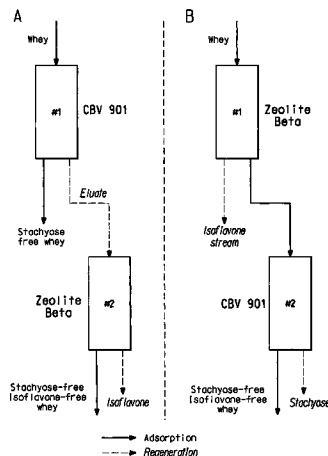 A
Whey
#1
CBV 901
Eluate
Stachyose
free whey
Zeolite
Beta
#2
Stachyose-free
Isoflavone-free
whey
Isoflavone
B
Whey
#1
Zeolite
Beta
Isoflavone
stream
CBV 901
#2
Stachyose-free
Isoflavone-free
whey
Stachyose
Adsorption
Regeneration